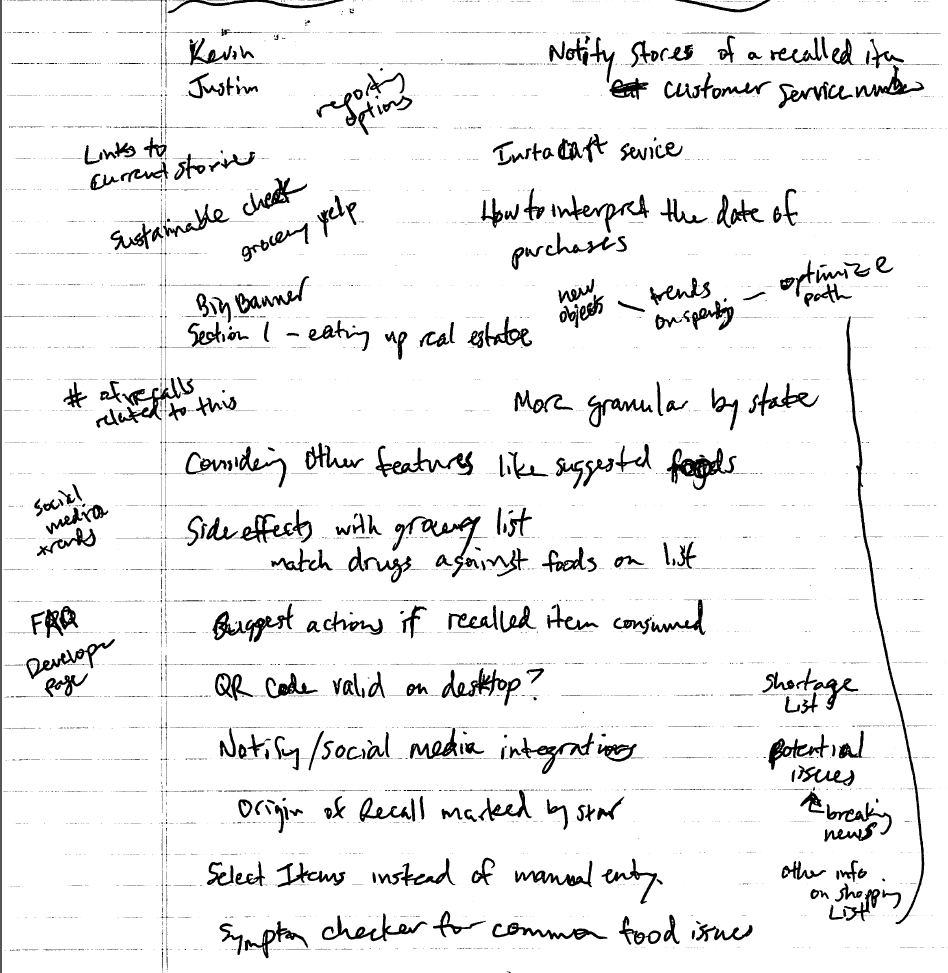 Kevin
Notify stores of a recalled item
Justin
customer service number
reporting
options
Links to
current stories
Instacart sevice
Sustainable check
grocery yelp
How to interpret the date of
purchases
Big Banner
Section 1 - eating up real estate
new
objects
trends
on spending
optimize
path
# of recalls
related to this
More granular by state
Considering other features like suggested foods
social
media
trends
Side effects with grocery list
match drugs against foods on list
FAQ
Developer
page
Suggest actions if recalled item consumed
QR Code valid on desktop?
Shortage
Lists
Notify/social media integrations
potential
issues
Origin of Recall marked by star
breaking
news
Select Items instead of manual entry
other info
on shopping
List
Symptom checker for common food issues